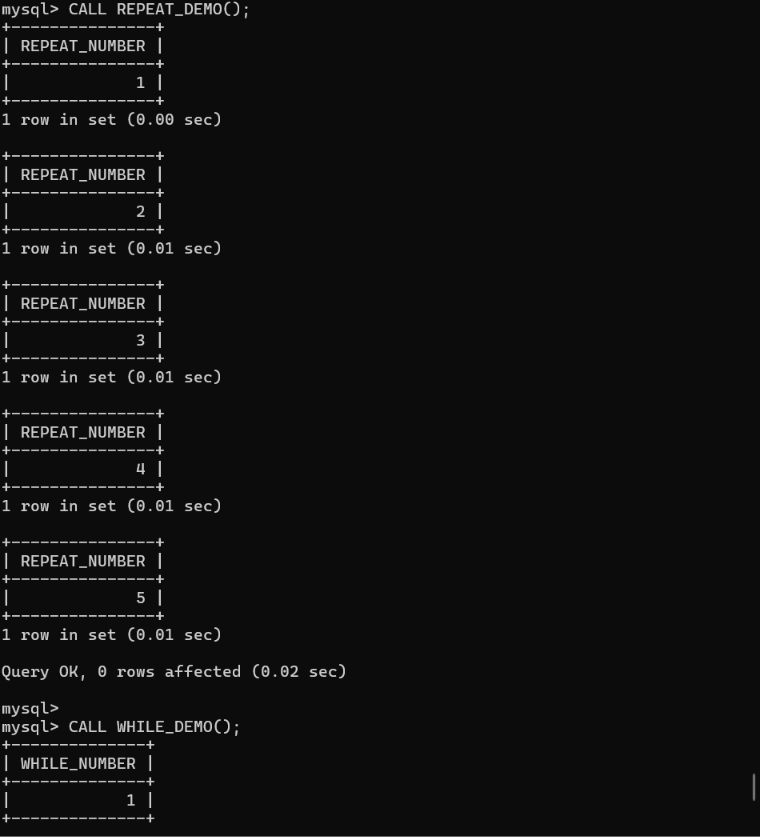 mysql> CALL REPEAT_DEMO();
+---------------+
| REPEAT_NUMBER |
+---------------+
|             1 |
+---------------+
1 row in set (0.00 sec)

+---------------+
| REPEAT_NUMBER |
+---------------+
|             2 |
+---------------+
1 row in set (0.01 sec)

+---------------+
| REPEAT_NUMBER |
+---------------+
|             3 |
+---------------+
1 row in set (0.01 sec)

+---------------+
| REPEAT_NUMBER |
+---------------+
|             4 |
+---------------+
1 row in set (0.01 sec)

+---------------+
| REPEAT_NUMBER |
+---------------+
|             5 |
+---------------+
1 row in set (0.01 sec)

Query OK, 0 rows affected (0.02 sec)

mysql>
mysql> CALL WHILE_DEMO();
+--------------+
| WHILE_NUMBER |
+--------------+
|            1 |
+--------------+